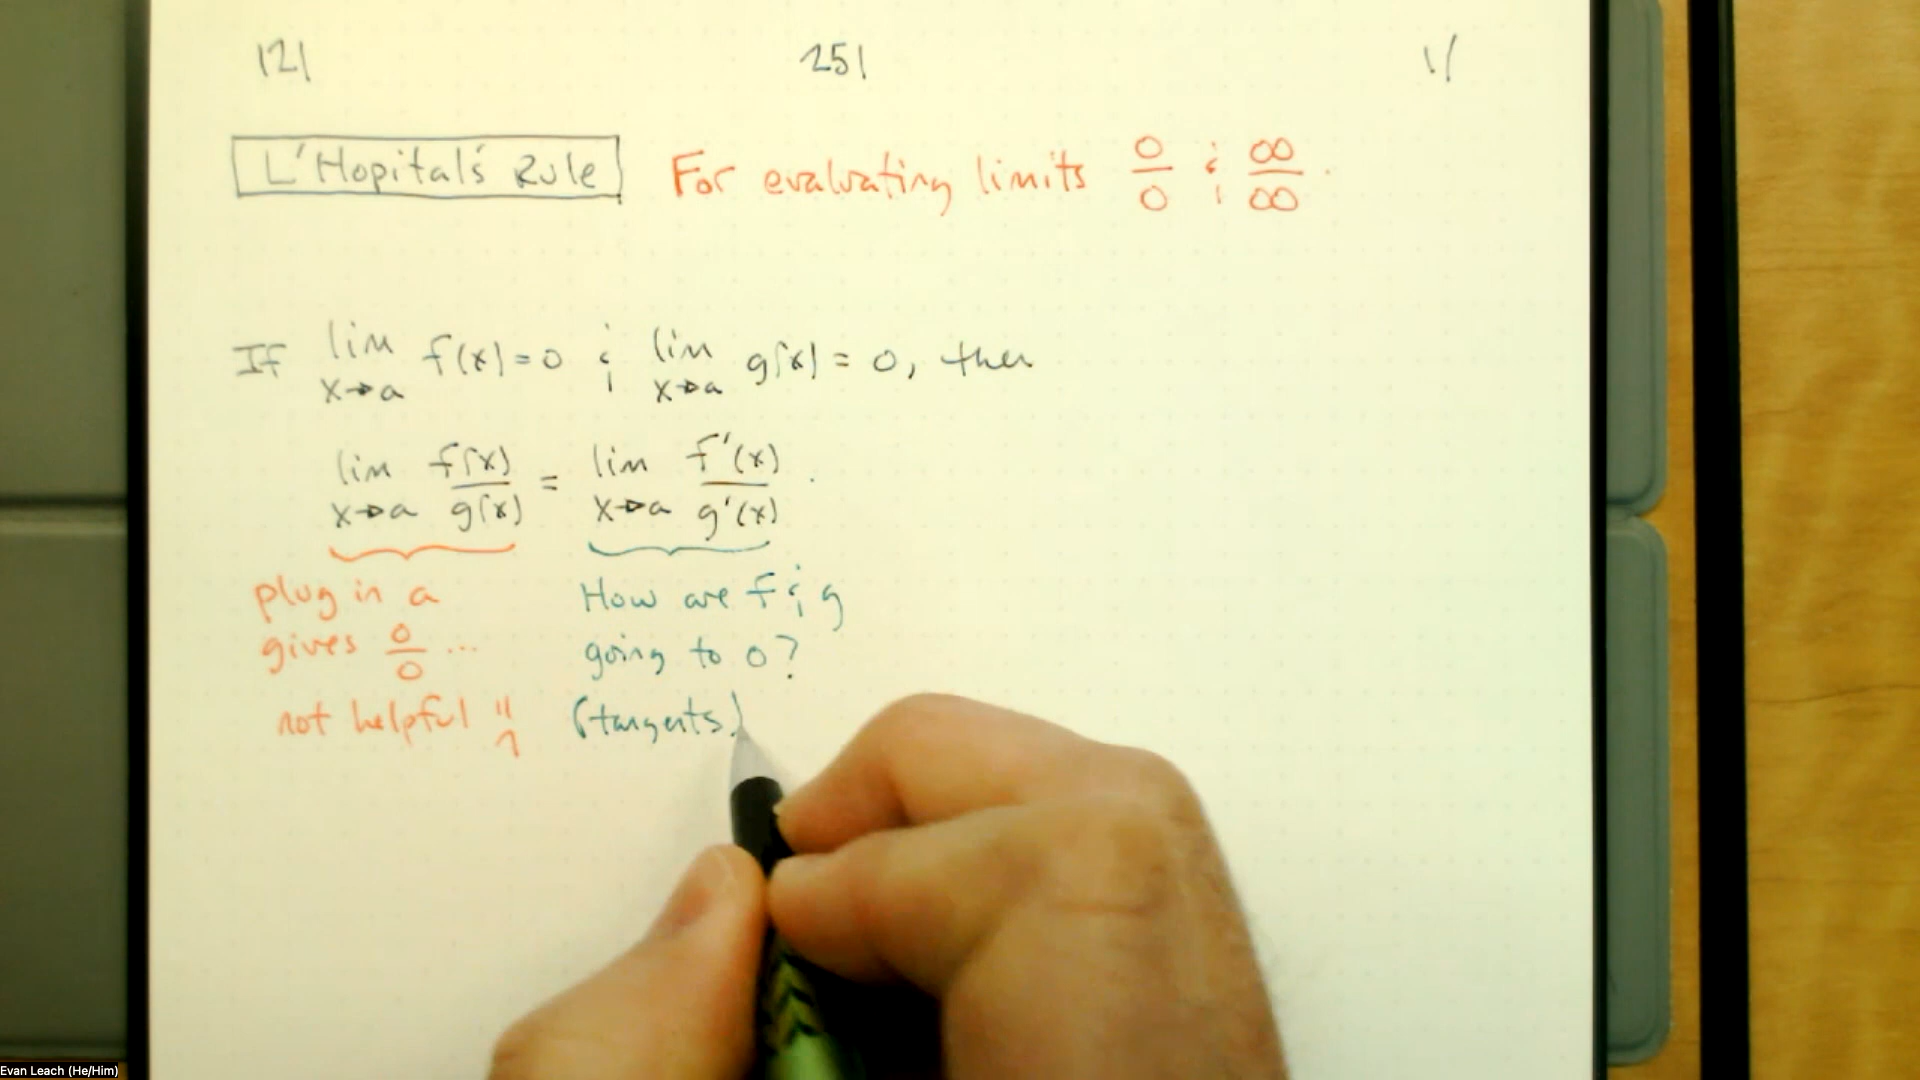 121 251 1/
L'Hopital's Rule For evaluating limits 0/0 & ∞/∞.
If lim x→a f(x)=0 & lim x→a g(x)=0, then
lim x→a f(x)/g(x) = lim x→a f'(x)/g'(x).
plug in a How are f & g
gives 0/0 ... going to 0?
not helpful (tangents)
Evan Leach (He/Him)